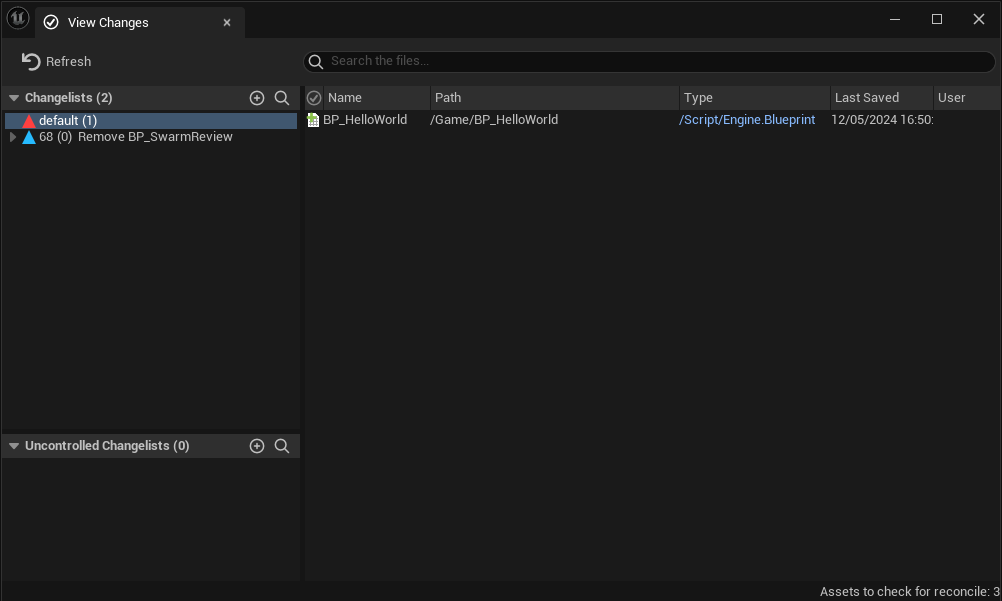 View Changes
Refresh
Search the files...
Changelists (2)
default (1)
68 (0) Remove BP_SwarmReview
Uncontrolled Changelists (0)
Name Path Type Last Saved User
BP_HelloWorld /Game/BP_HelloWorld /Script/Engine.Blueprint 12/05/2024 16:50:
Assets to check for reconcile: 3